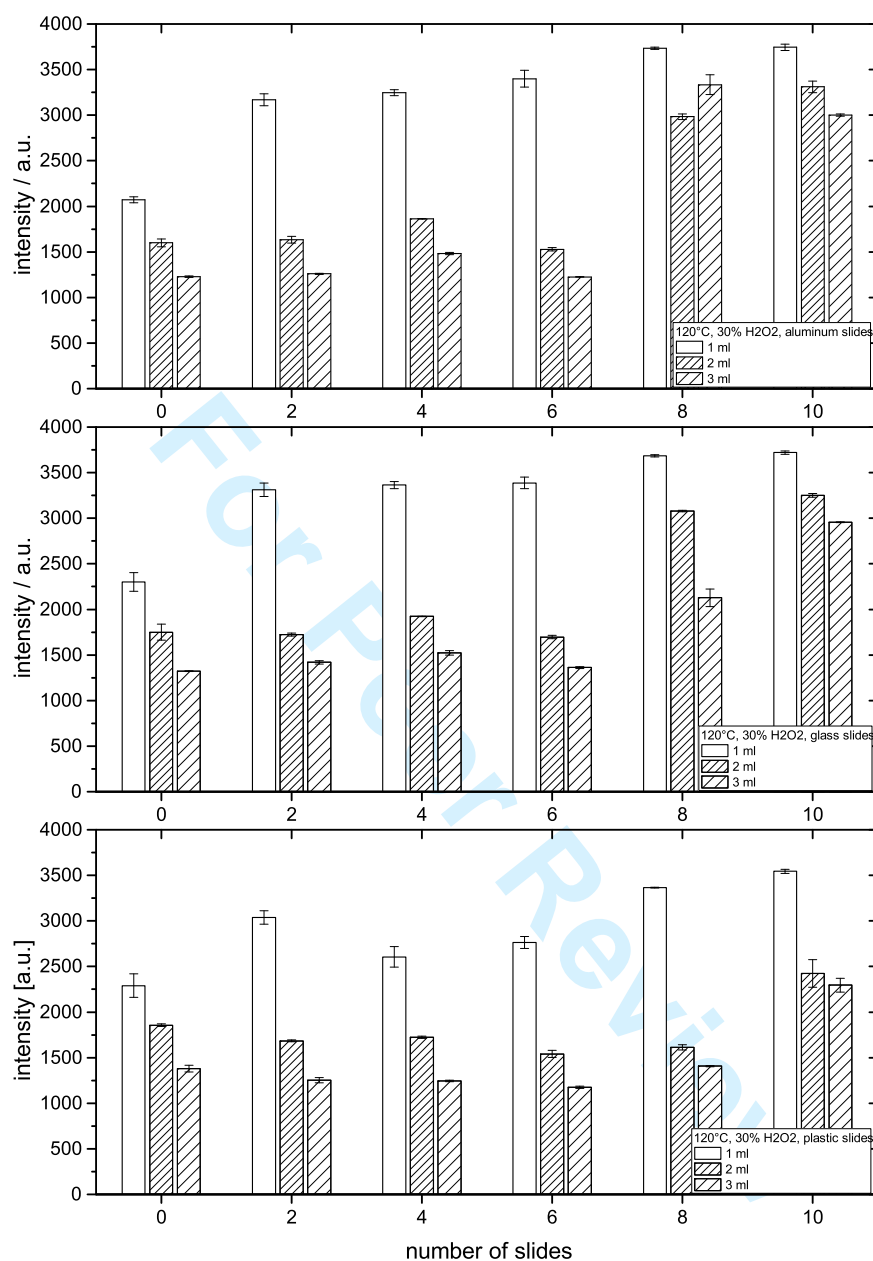 4000
3500
3000
2500
2000
1500
1000
500
0
intensity / a.u.
120°C, 30% H2O2, aluminum slides
1 ml
2 ml
3 ml
0 2 4 6 8 10
4000
3500
3000
2500
2000
1500
1000
500
0
intensity / a.u.
120°C, 30% H2O2, glass slides
1 ml
2 ml
3 ml
0 2 4 6 8 10
4000
3500
3000
2500
2000
1500
1000
500
0
intensity [a.u.]
120°C, 30% H2O2, plastic slides
1 ml
2 ml
3 ml
0 2 4 6 8 10
number of slides
For Peer Review